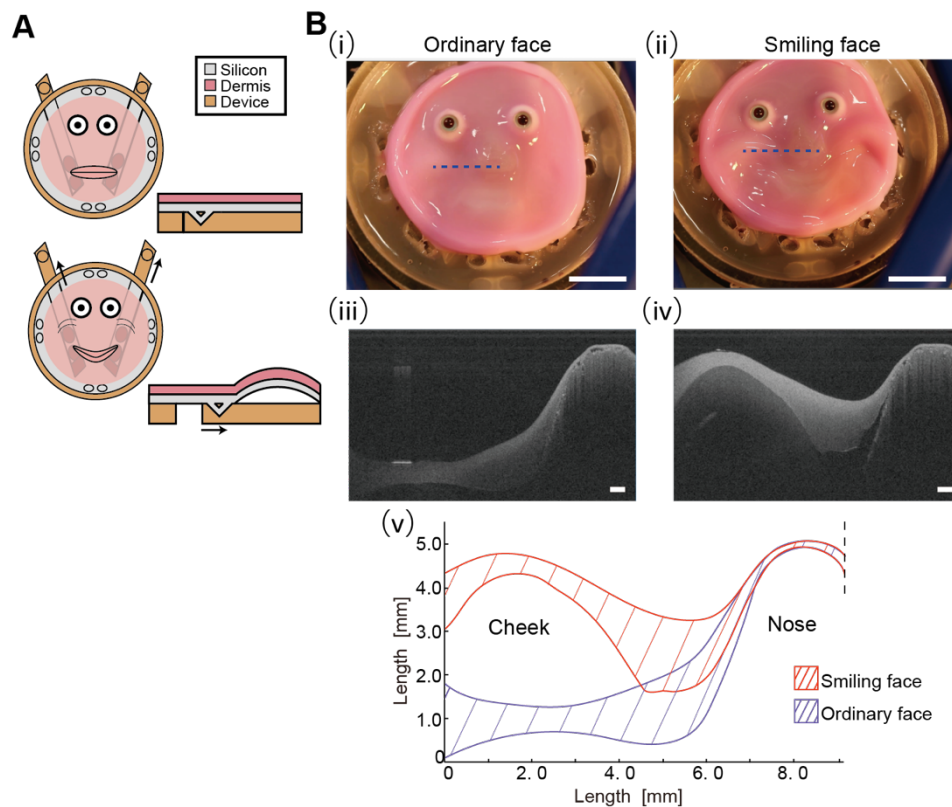 A
Silicon
Dermis
Device
B
(i)
Ordinary face
(ii)
Smiling face
(iii)
(iv)
(v)
5.0
4.0
3.0
2.0
1.0
0
Length [mm]
Cheek
Nose
Smiling face
Ordinary face
0
2.0
4.0
6.0
8.0
Length [mm]